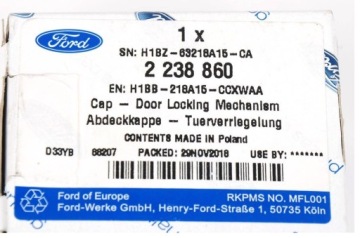 Ford
1 x
SN: H1BZ-63218A15-CA
2 238 860
EN: H1BB-218A15-CCXWAA
Cap - Door Locking Mechanism
Abdeckkappe - Tuerverriegelung
CONTENTS MADE IN Poland
D33YB 88207 PACKED: 29NOV2018 USE BY: *******
Ford of Europe RKPMS NO. MFL001
Ford-Werke GmbH, Henry-Ford-Straße 1, 50735 Köln